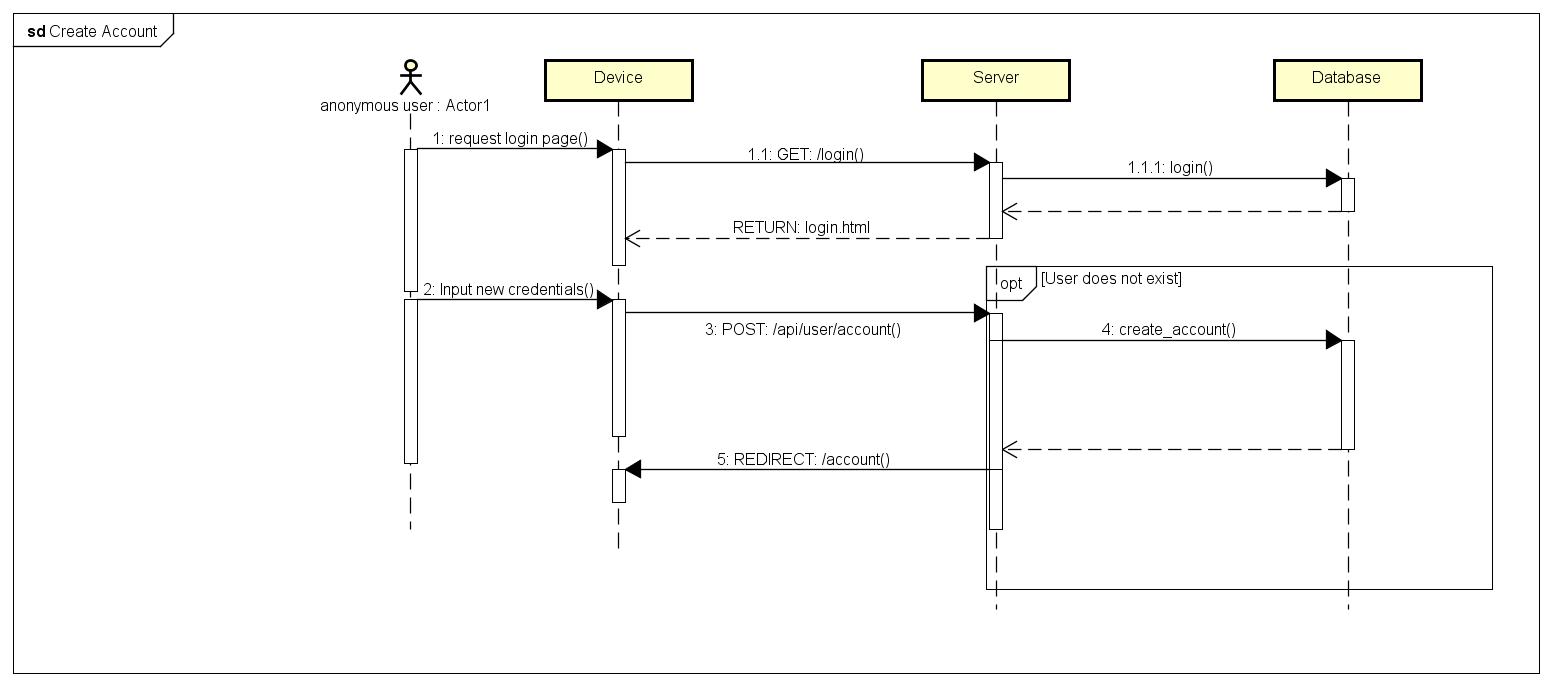 sd Create Account
Device
Server
Database
anonymous user : Actor1
1: request login page()
1.1: GET: /login()
1.1.1: login()
RETURN: login.html
opt
[User does not exist]
2: Input new credentials()
3: POST: /api/user/account()
4: create_account()
5: REDIRECT: /account()